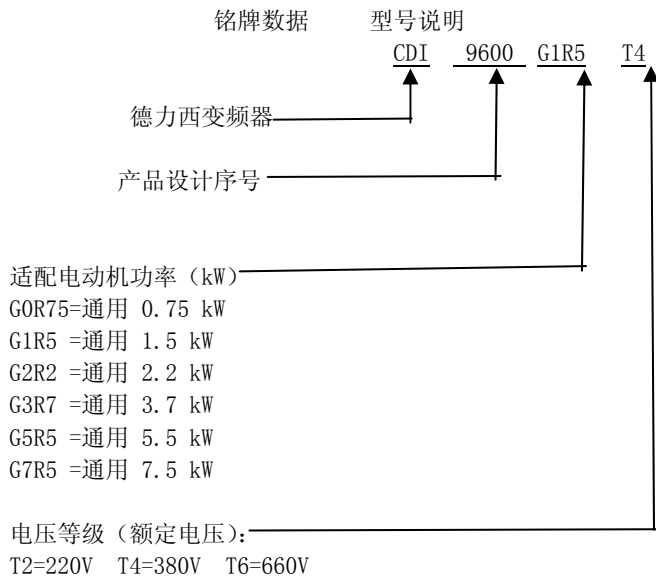 铭牌数据 型号说明
CDI 9600 G1R5 T4
德力西变频器
产品设计序号
适配电动机功率（kW）
G0R75=通用 0.75 kW
G1R5 =通用 1.5 kW
G2R2 =通用 2.2 kW
G3R7 =通用 3.7 kW
G5R5 =通用 5.5 kW
G7R5 =通用 7.5 kW
电压等级（额定电压）：
T2=220V T4=380V T6=660V